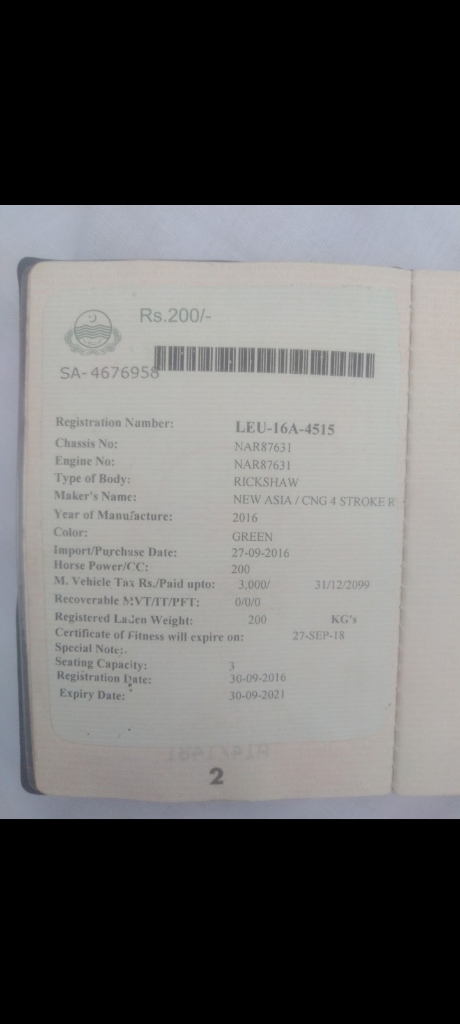 Rs.200/-
SA-4676958
Registration Number: LEU-16A-4515
Chassis No: NAR87631
Engine No: NAR87631
Type of Body: RICKSHAW
Maker's Name: NEW ASIA / CNG 4 STROKE R
Year of Manufacture: 2016
Color: GREEN
Import/Purchase Date: 27-09-2016
Horse Power/CC: 200
M. Vehicle Tax Rs./Paid upto: 3,000/ 31/12/2099
Recoverable MVT/IT/PFT: 0/0/0
Registered Laden Weight: 200 KG's
Certificate of Fitness will expire on: 27-SEP-18
Special Note:
Seating Capacity: 3
Registration Date: 30-09-2016
Expiry Date: 30-09-2021
2